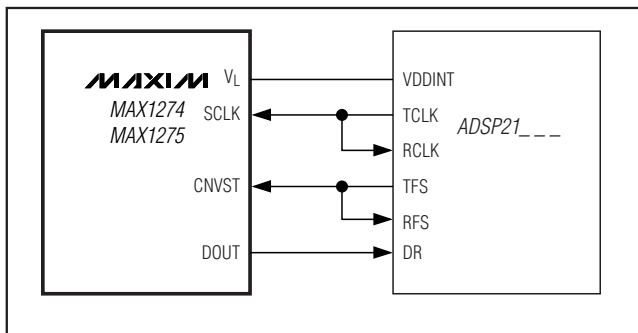 MAXIM
MAX1274
MAX1275
VL
SCLK
CNVST
DOUT
VDDINT
TCLK
RCLK
TFS
RFS
DR
ADSP21_ _ _